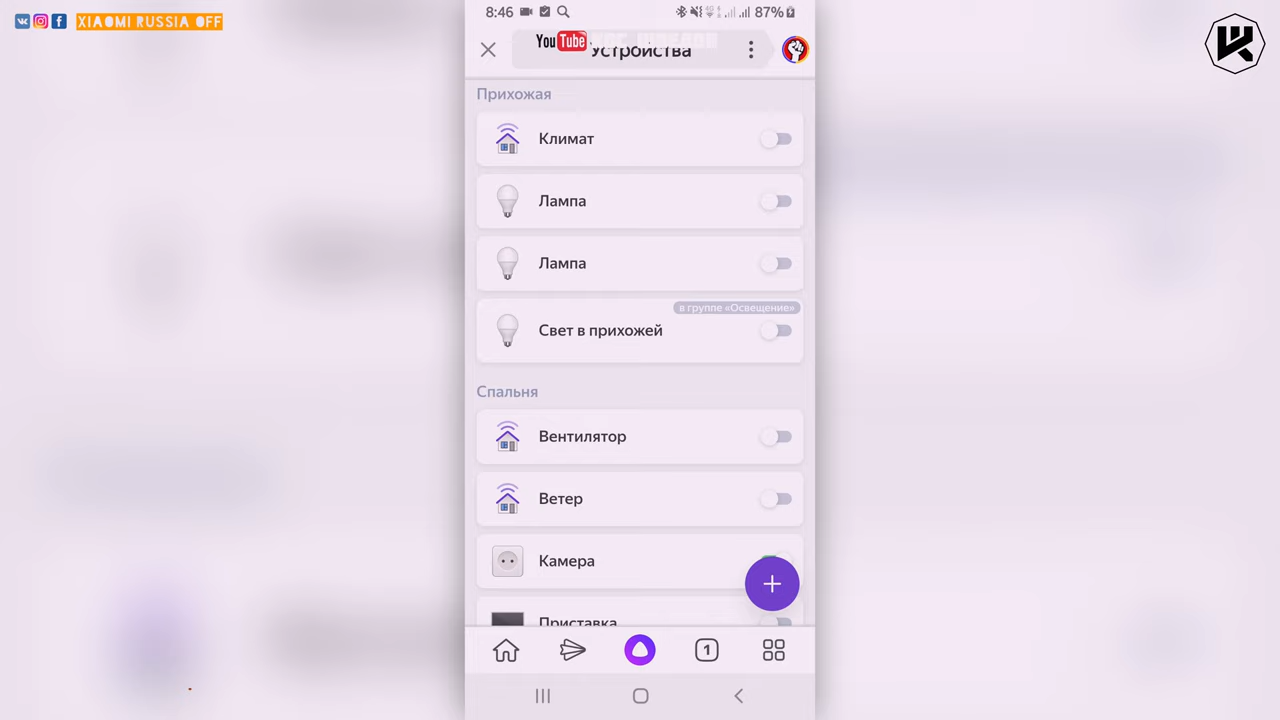 XIAOMI RUSSIA OFF
8:46
87%
YouTube
Устройства
Прихожая
Климат
Лампа
Лампа
в группе «Освещение»
Свет в прихожей
Спальня
Вентилятор
Ветер
Камера
Приставка
1